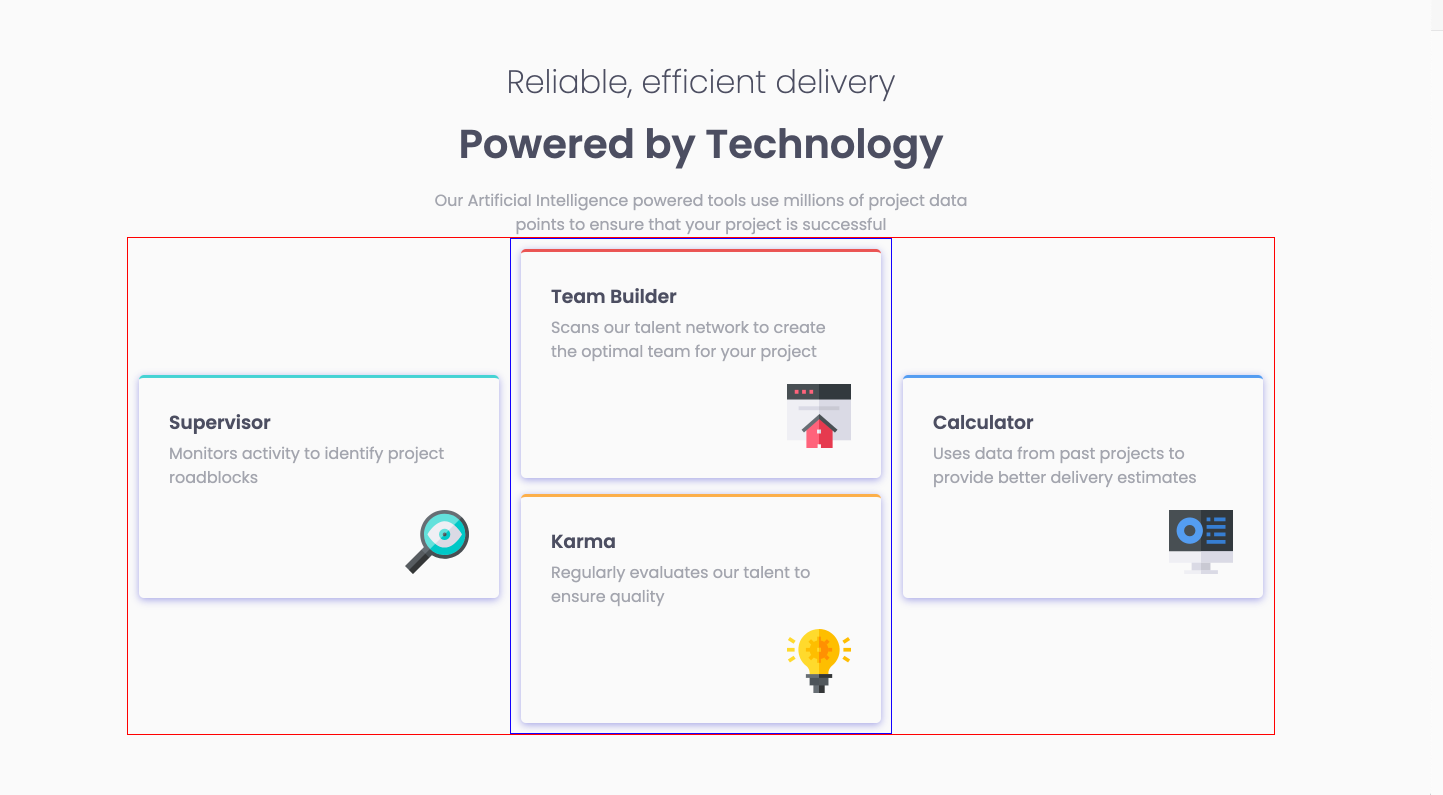 Reliable, efficient delivery
Powered by Technology
Our Artificial Intelligence powered tools use millions of project data
points to ensure that your project is successful
Supervisor
Monitors activity to identify project
roadblocks
Team Builder
Scans our talent network to create
the optimal team for your project
Karma
Regularly evaluates our talent to
ensure quality
Calculator
Uses data from past projects to
provide better delivery estimates